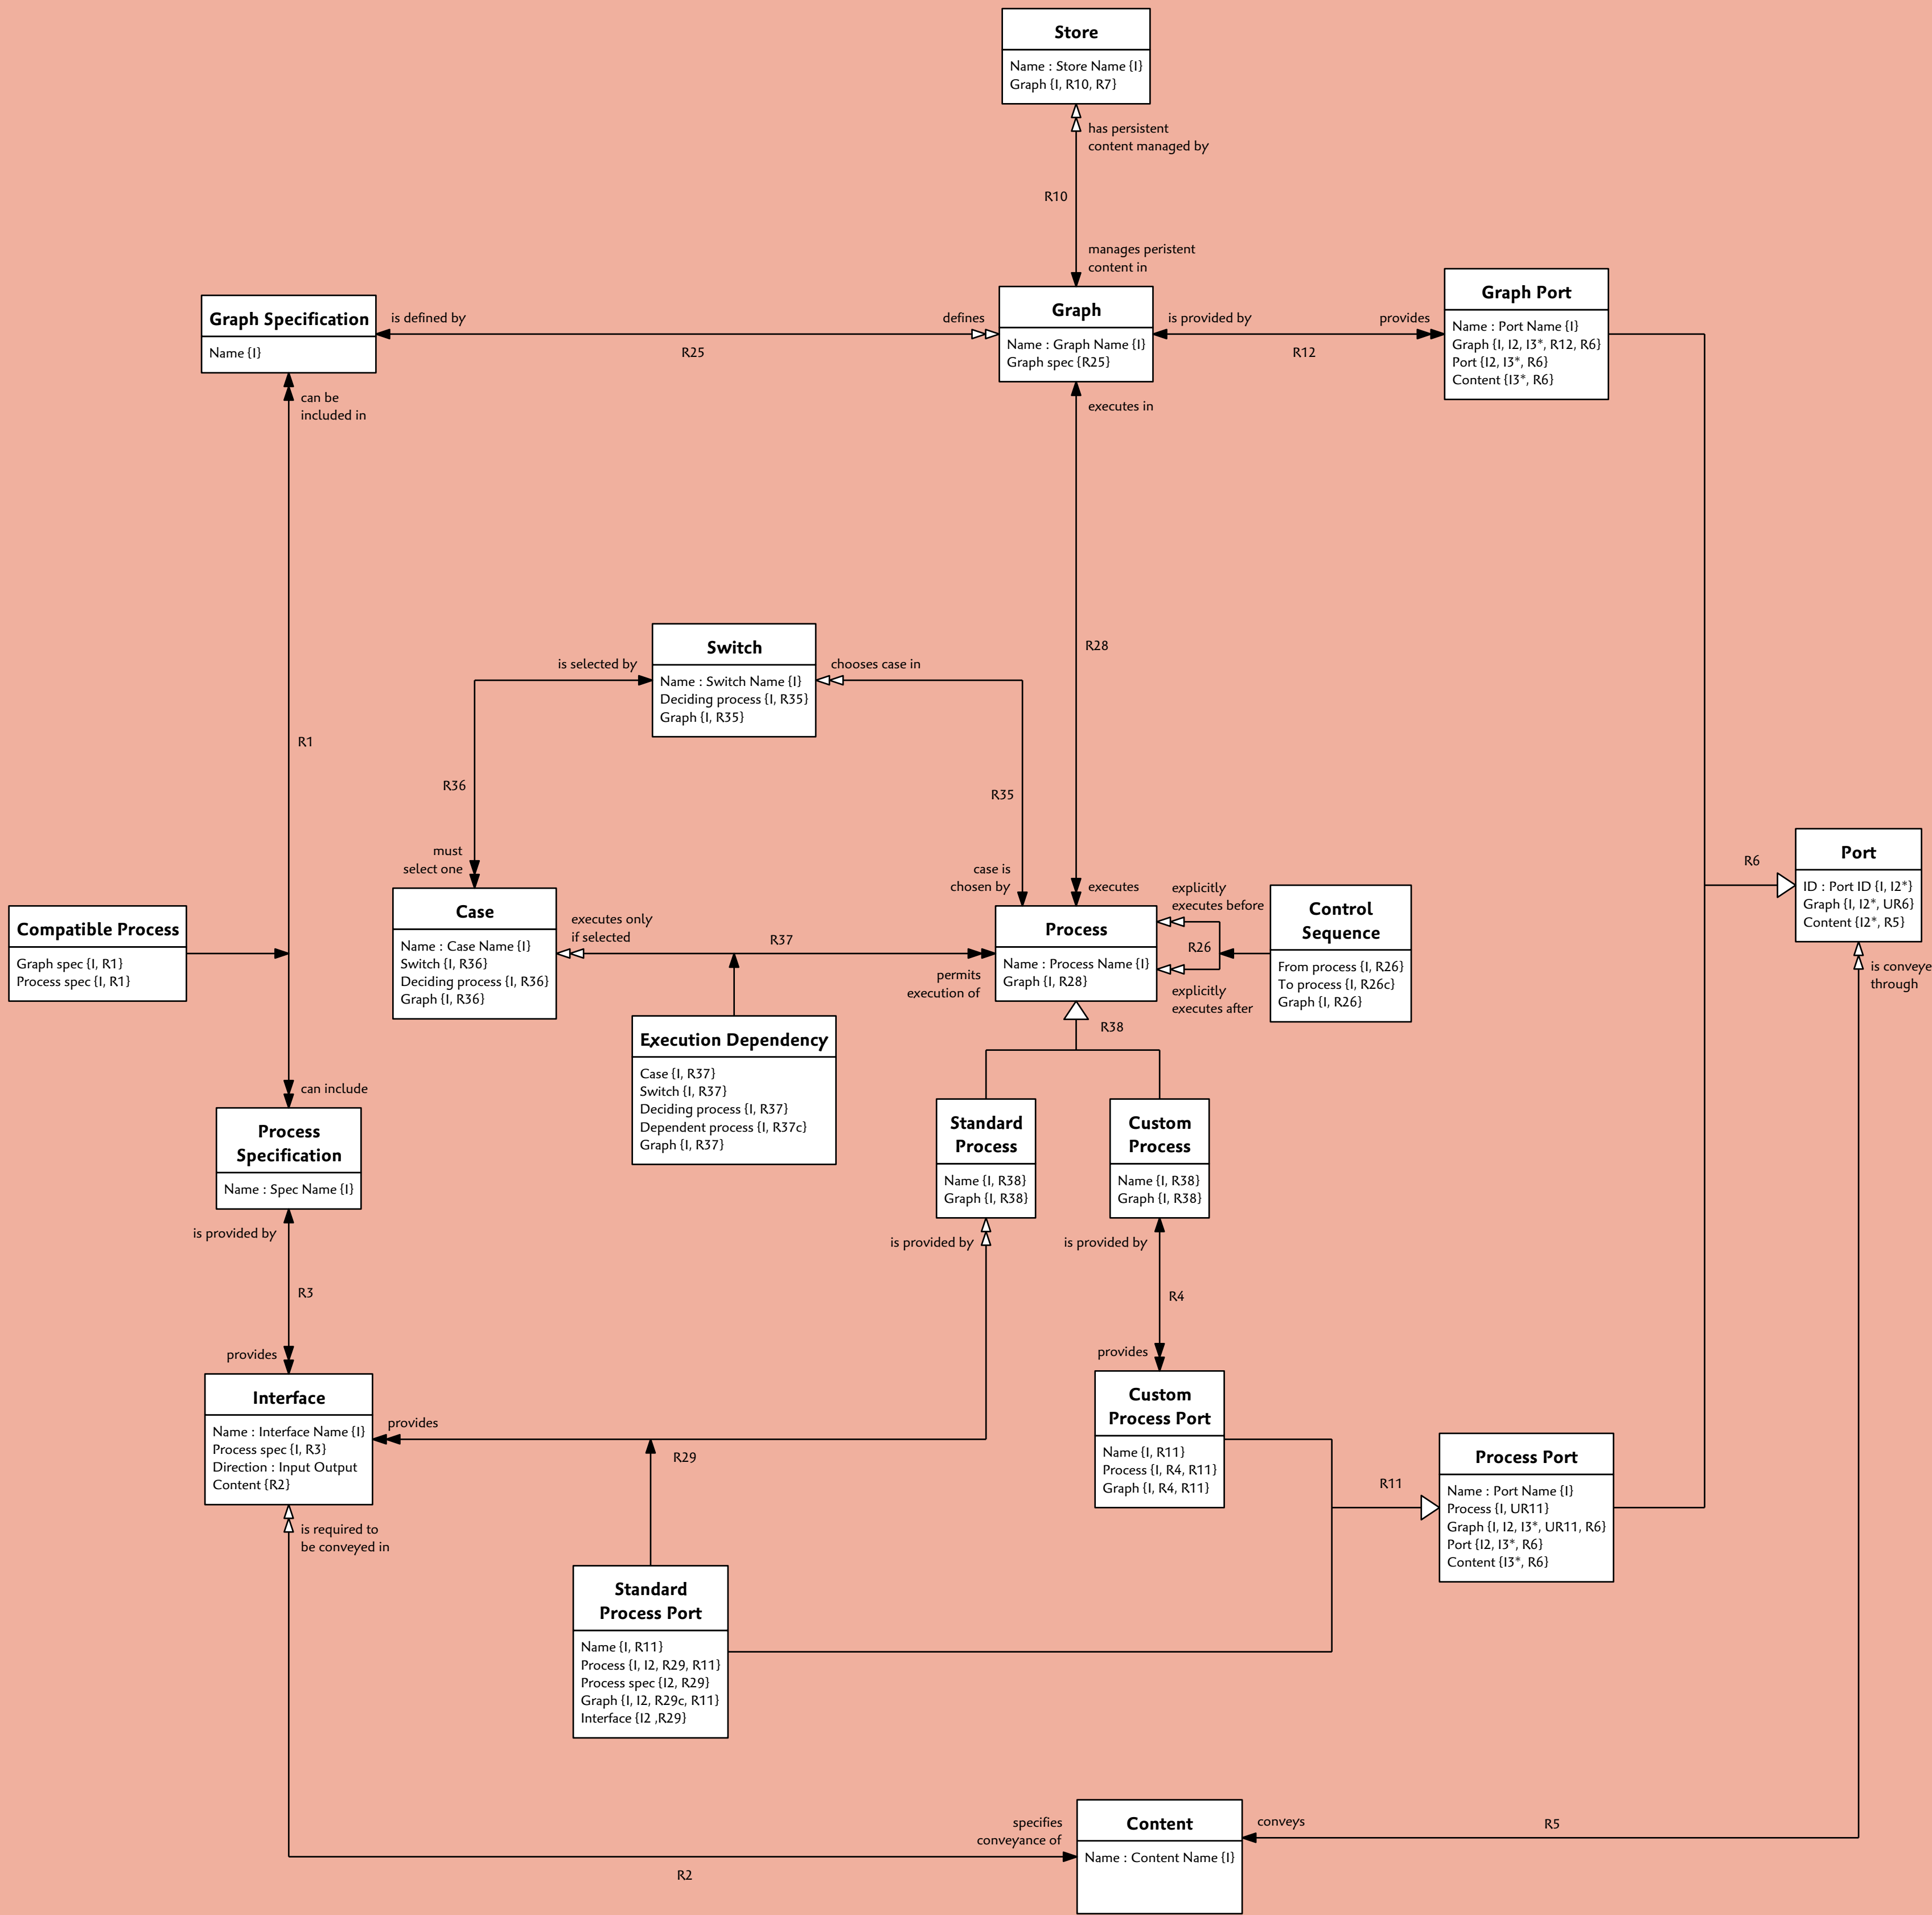 Store
Name : Store Name {I}
Graph {I, R10, R7}
has persistent
content managed by
R10
manages peristent
content in
Graph Specification
Name {I}
is defined by
defines
R25
Graph
Name : Graph Name {I}
Graph spec {R25}
is provided by
provides
R12
Graph Port
Name : Port Name {I}
Graph {I, I2, I3*, R12, R6}
Port {I2, I3*, R6}
Content {I3*, R6}
can be
included in
executes in
R1
R28
Switch
Name : Switch Name {I}
Deciding process {I, R35}
Graph {I, R35}
is selected by
chooses case in
R36
R35
must
select one
case is
chosen by
executes
explicitly
executes before
R6
Port
ID : Port ID {I, I2*}
Graph {I, I2*, UR6}
Content {I2*, R5}
is conveye
through
Compatible Process
Graph spec {I, R1}
Process spec {I, R1}
Case
Name : Case Name {I}
Switch {I, R36}
Deciding process {I, R36}
Graph {I, R36}
executes only
if selected
R37
permits
execution of
Process
Name : Process Name {I}
Graph {I, R28}
R26
explicitly
executes after
Control
Sequence
From process {I, R26}
To process {I, R26c}
Graph {I, R26}
Execution Dependency
Case {I, R37}
Switch {I, R37}
Deciding process {I, R37}
Dependent process {I, R37c}
Graph {I, R37}
R38
can include
Process
Specification
Name : Spec Name {I}
Standard
Process
Name {I, R38}
Graph {I, R38}
Custom
Process
Name {I, R38}
Graph {I, R38}
is provided by
is provided by
is provided by
R3
R4
provides
provides
Interface
Name : Interface Name {I}
Process spec {I, R3}
Direction : Input Output
Content {R2}
provides
R29
Custom
Process Port
Name {I, R11}
Process {I, R4, R11}
Graph {I, R4, R11}
R11
Process Port
Name : Port Name {I}
Process {I, UR11}
Graph {I, I2, I3*, UR11, R6}
Port {I2, I3*, R6}
Content {I3*, R6}
is required to
be conveyed in
Standard
Process Port
Name {I, R11}
Process {I, I2, R29, R11}
Process spec {I2, R29}
Graph {I, I2, R29c, R11}
Interface {I2 ,R29}
specifies
conveyance of
R2
Content
Name : Content Name {I}
conveys
R5